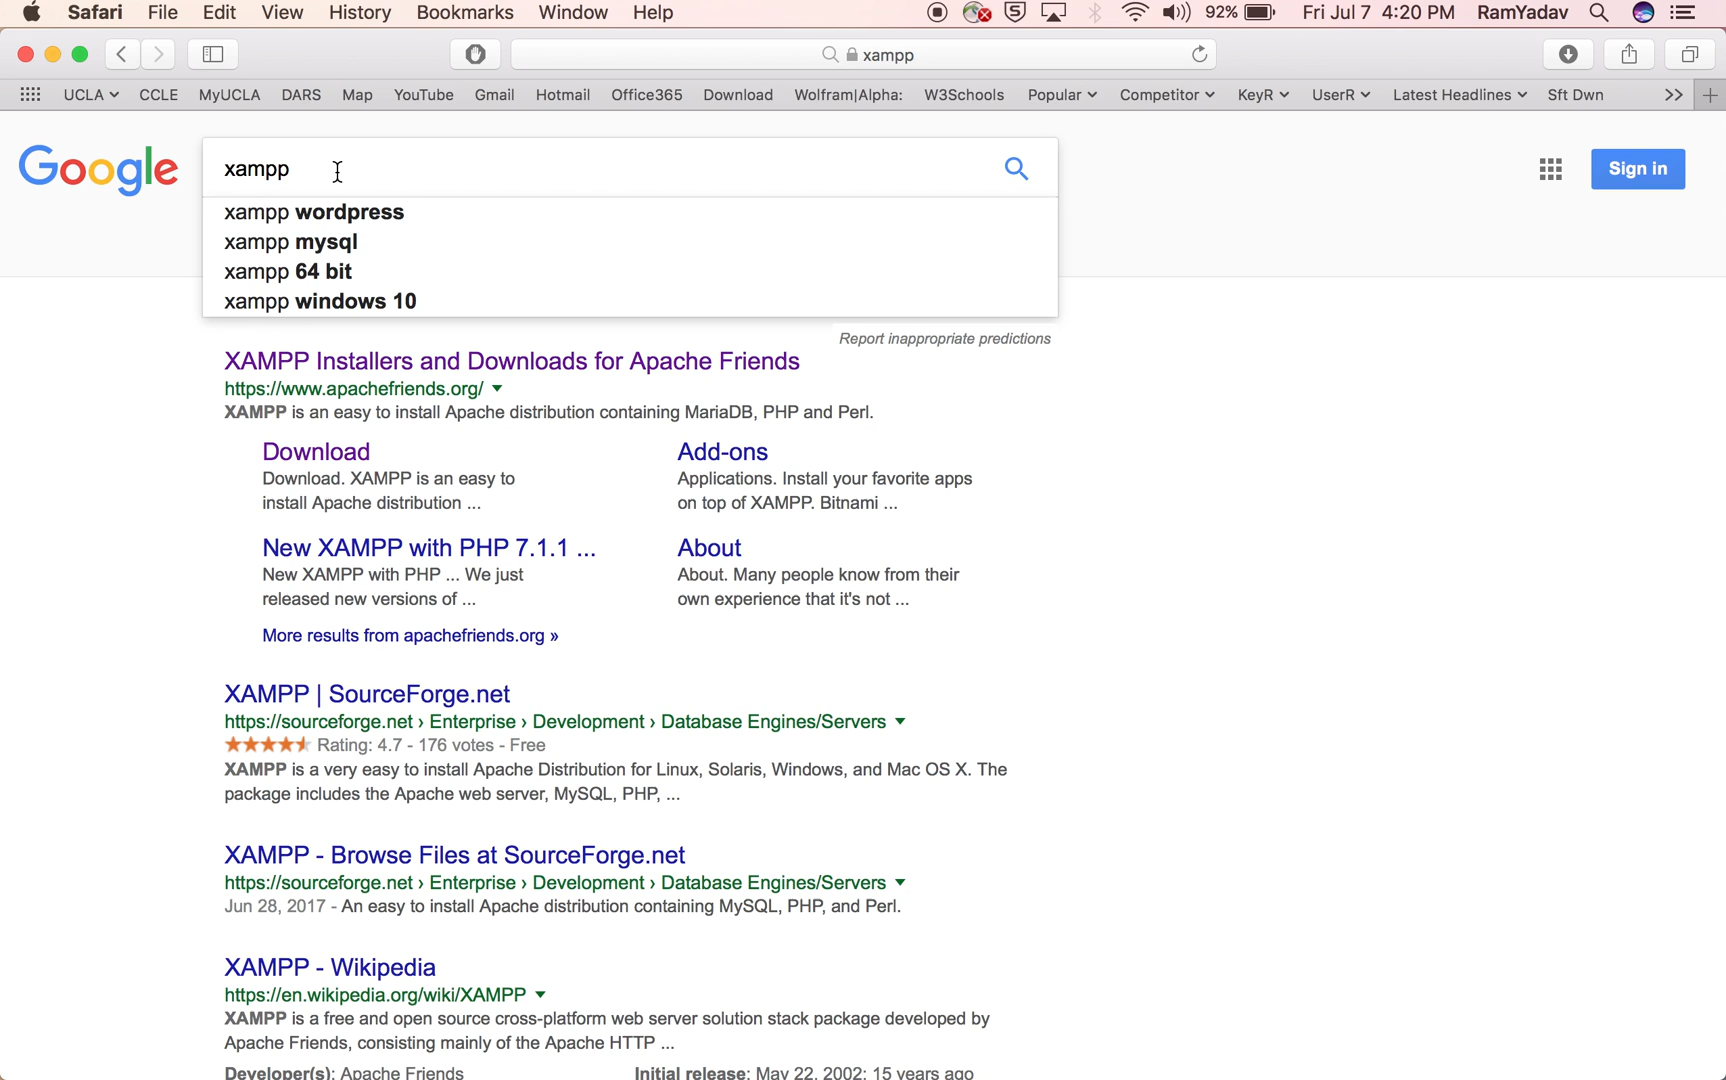 Safari File Edit View History Bookmarks Window Help 92% Fri Jul 7 4:20 PM RamYadav
xampp
UCLA CCLE MyUCLA DARS Map YouTube Gmail Hotmail Office365 Download Wolfram|Alpha: W3Schools Popular Competitor KeyR UserR Latest Headlines Sft Dwn >> +
Google xampp Sign in
xampp wordpress
xampp mysql
xampp 64 bit
xampp windows 10
Report inappropriate predictions
XAMPP Installers and Downloads for Apache Friends
https://www.apachefriends.org/
XAMPP is an easy to install Apache distribution containing MariaDB, PHP and Perl.
Download
Download. XAMPP is an easy to
install Apache distribution ...
Add-ons
Applications. Install your favorite apps
on top of XAMPP. Bitnami ...
New XAMPP with PHP 7.1.1 ...
New XAMPP with PHP ... We just
released new versions of ...
About
About. Many people know from their
own experience that it's not ...
More results from apachefriends.org »
XAMPP | SourceForge.net
https://sourceforge.net › Enterprise › Development › Database Engines/Servers
Rating: 4.7 - 176 votes - Free
XAMPP is a very easy to install Apache Distribution for Linux, Solaris, Windows, and Mac OS X. The
package includes the Apache web server, MySQL, PHP, ...
XAMPP - Browse Files at SourceForge.net
https://sourceforge.net › Enterprise › Development › Database Engines/Servers
Jun 28, 2017 - An easy to install Apache distribution containing MySQL, PHP, and Perl.
XAMPP - Wikipedia
https://en.wikipedia.org/wiki/XAMPP
XAMPP is a free and open source cross-platform web server solution stack package developed by
Apache Friends, consisting mainly of the Apache HTTP ...
Developer(s): Apache Friends Initial release: May 22, 2002; 15 years ago